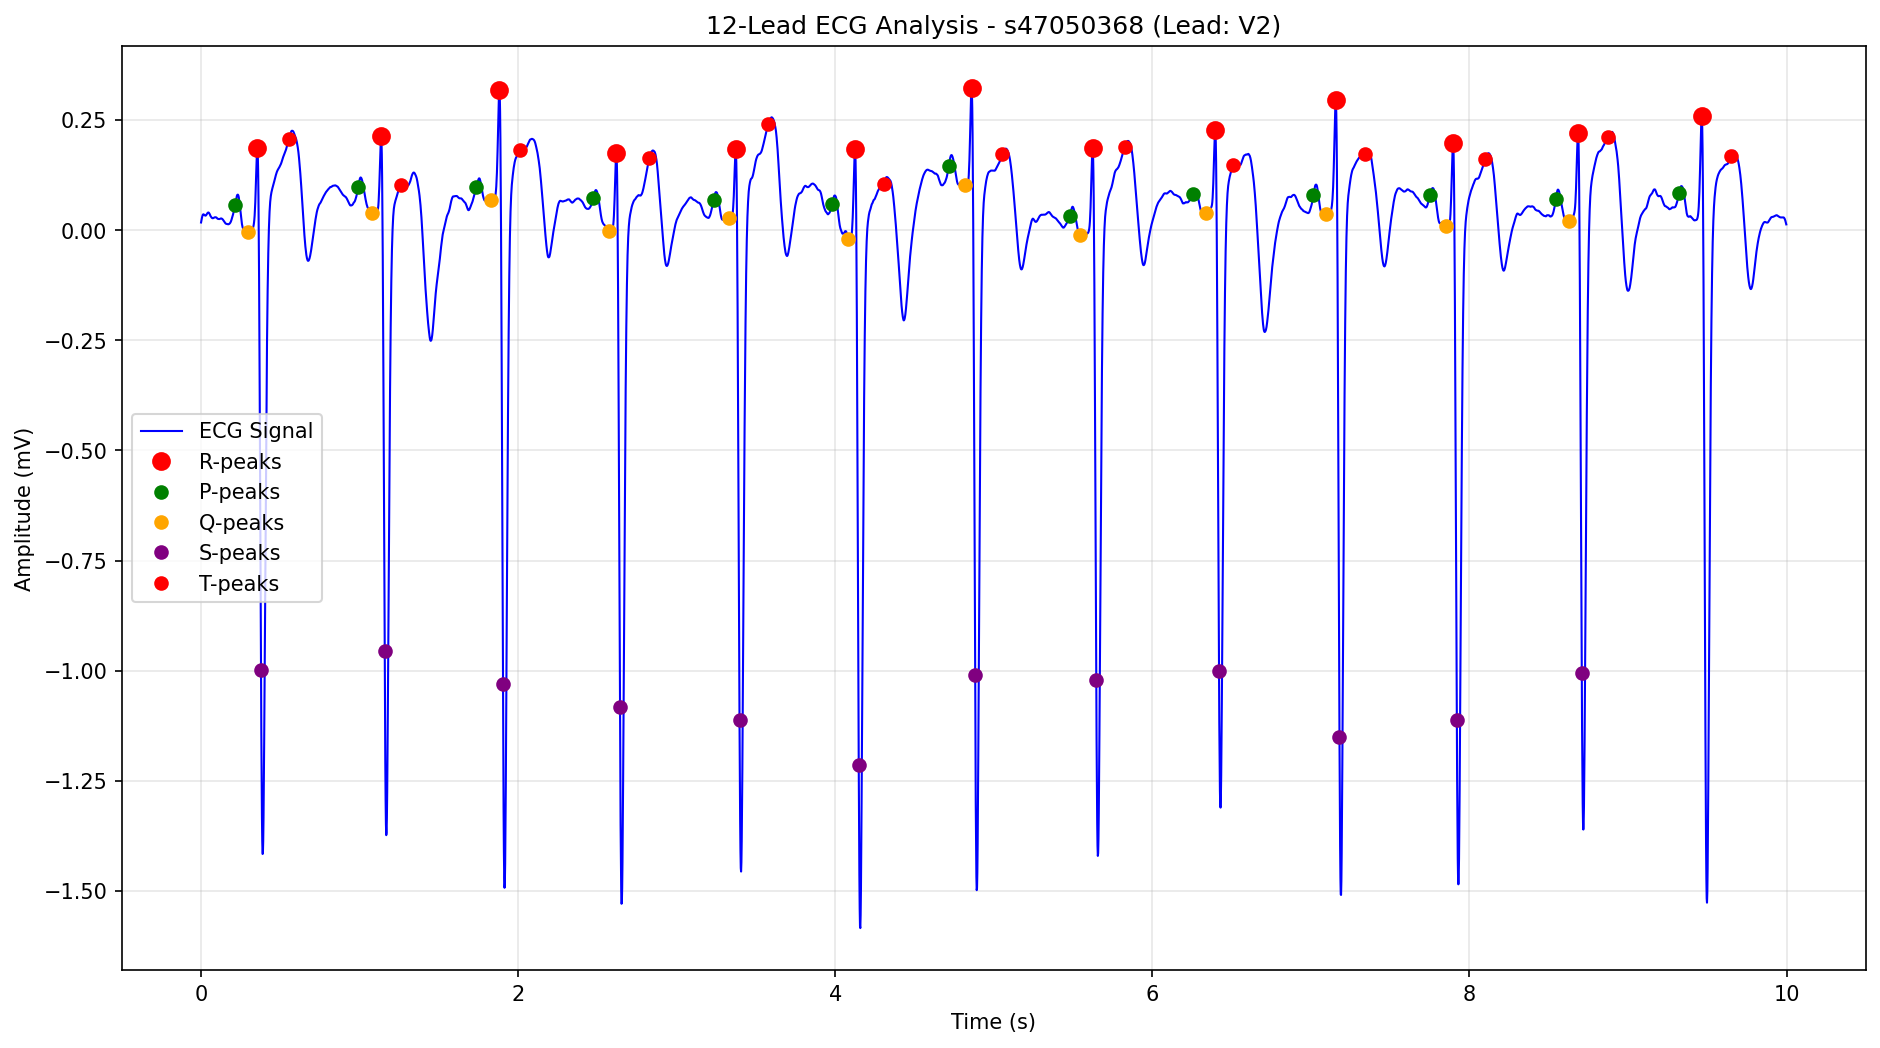 12-Lead ECG Analysis - s47050368 (Lead: V2)
Amplitude (mV)
0.25
0.00
−0.25
−0.50
−0.75
−1.00
−1.25
−1.50
ECG Signal
R-peaks
P-peaks
Q-peaks
S-peaks
T-peaks
0 2 4 6 8 10
Time (s)